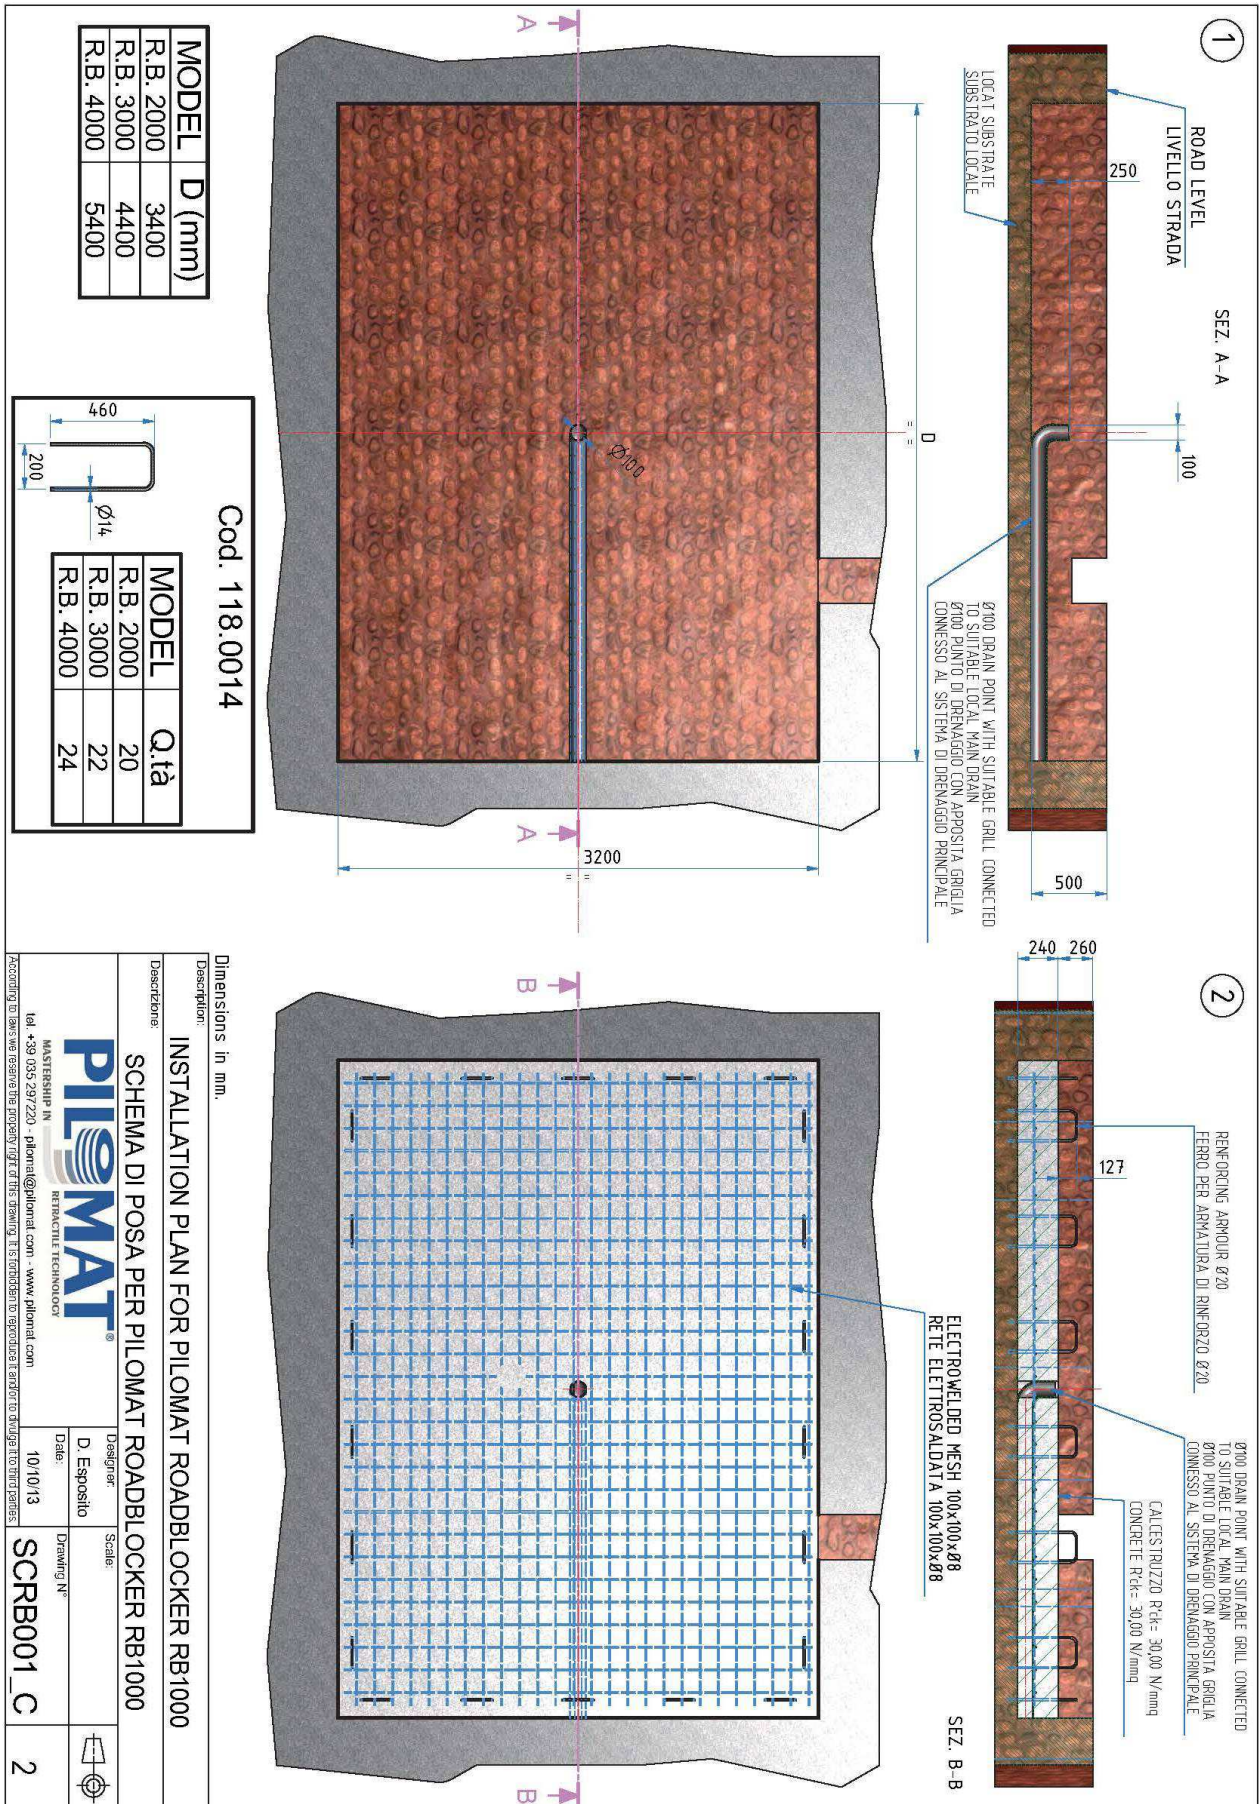 1
ROAD LEVEL
LIVELLO STRADA
SEZ. A-A
250
100
LOCAT SUBSTRATE
SUBSTRATO LOCALE
Ø100 DRAIN POINT WITH SUITABLE GRILL CONNECTED
TO SUITABLE LOCAL MAIN DRAIN
Ø100 PUNTO DI DRENAGGIO CON APPOSITA GRIGLIA
CONNESSO AL SISTEMA DI DRENAGGIO PRINCIPALE
500
A
A
D
=
=
Ø100
3200
=
=
MODEL D (mm)
R.B. 2000 3400
R.B. 3000 4400
R.B. 4000 5400
Cod. 118.0014
460
200
Ø14
MODEL Q.tà
R.B. 2000 20
R.B. 3000 22
R.B. 4000 24
2
240
260
RENFORCING ARMOUR Ø20
FERRO PER ARMATURA DI RINFORZO Ø20
127
Ø100 DRAIN POINT WITH SUITABLE GRILL CONNECTED
TO SUITABLE LOCAL MAIN DRAIN
Ø100 PUNTO DI DRENAGGIO CON APPOSITA GRIGLIA
CONNESSO AL SISTEMA DI DRENAGGIO PRINCIPALE
CALCESTRUZZO R'ck= 30,00 N/mmq
CONCRETE R'ck= 30,00 N/mmq
SEZ. B-B
ELECTROWELDED MESH 100x100xØ8
RETE ELETTROSALDATA 100x100xØ8
B
B
Dimensions in mm.
Description:
INSTALLATION PLAN FOR PILOMAT ROADBLOCKER RB1000
Descrizione:
SCHEMA DI POSA PER PILOMAT ROADBLOCKER RB1000
PILOMAT®
MASTERSHIP IN RETRACTILE TECHNOLOGY
tel. +39 035 297220 - pilomat@pilomat.com - www.pilomat.com
Designer:
D. Esposito
Date:
10/10/13
Scale:
Drawing N°
SCRB001_C
2
According to laws we reserve the property right of this drawing. It is forbidden to reproduce it and/or to divulge it to third parties.